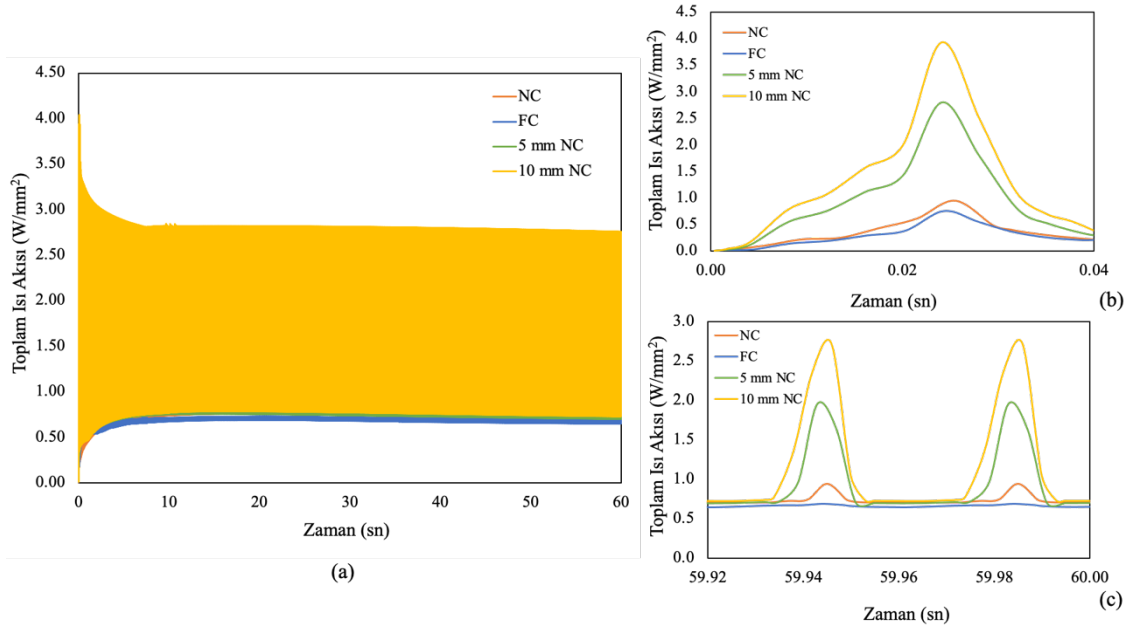 Toplam Isı Akısı (W/mm²)
4.50
4.00
3.50
3.00
2.50
2.00
1.50
1.00
0.50
0.00
NC
FC
5 mm NC
10 mm NC
0
10
20
30
40
50
60
Zaman (sn)
(a)
Toplam Isı Akısı (W/mm²)
4.5
4.0
3.5
3.0
2.5
2.0
1.5
1.0
0.5
0.0
NC
FC
5 mm NC
10 mm NC
0.00
0.02
0.04
Zaman (sn)
(b)
Toplam Isı Akısı (W/mm²)
3.0
2.5
2.0
1.5
1.0
0.5
0.0
NC
FC
5 mm NC
10 mm NC
59.92
59.94
59.96
59.98
60.00
Zaman (sn)
(c)